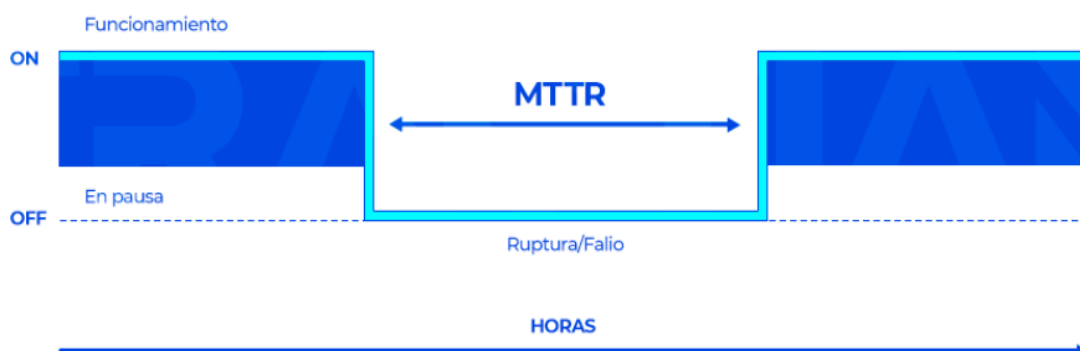 Funcionamiento
ON
MTTR
En pausa
OFF
Ruptura/Falio
HORAS